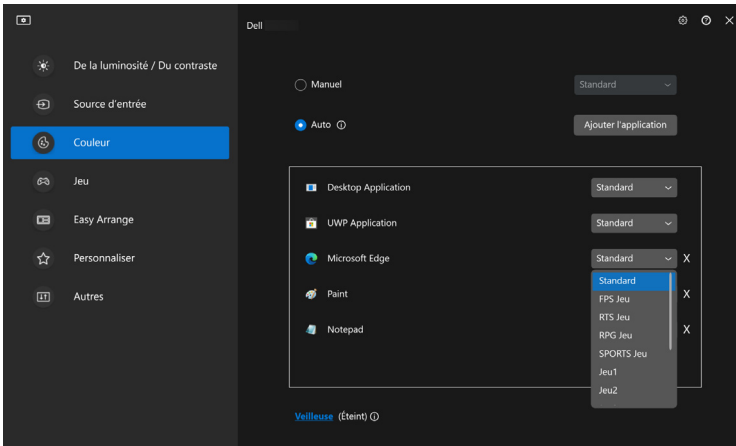 Dell
De la luminosité / Du contraste
Source d'entrée
Couleur
Jeu
Easy Arrange
Personnaliser
Autres
Manuel
Standard
Auto
Ajouter l'application
Desktop Application
Standard
UWP Application
Standard
Microsoft Edge
Standard
X
Paint
X
Notepad
X
Standard
FPS Jeu
RTS Jeu
RPG Jeu
SPORTS Jeu
Jeu1
Jeu2
Veilleuse (Éteint)